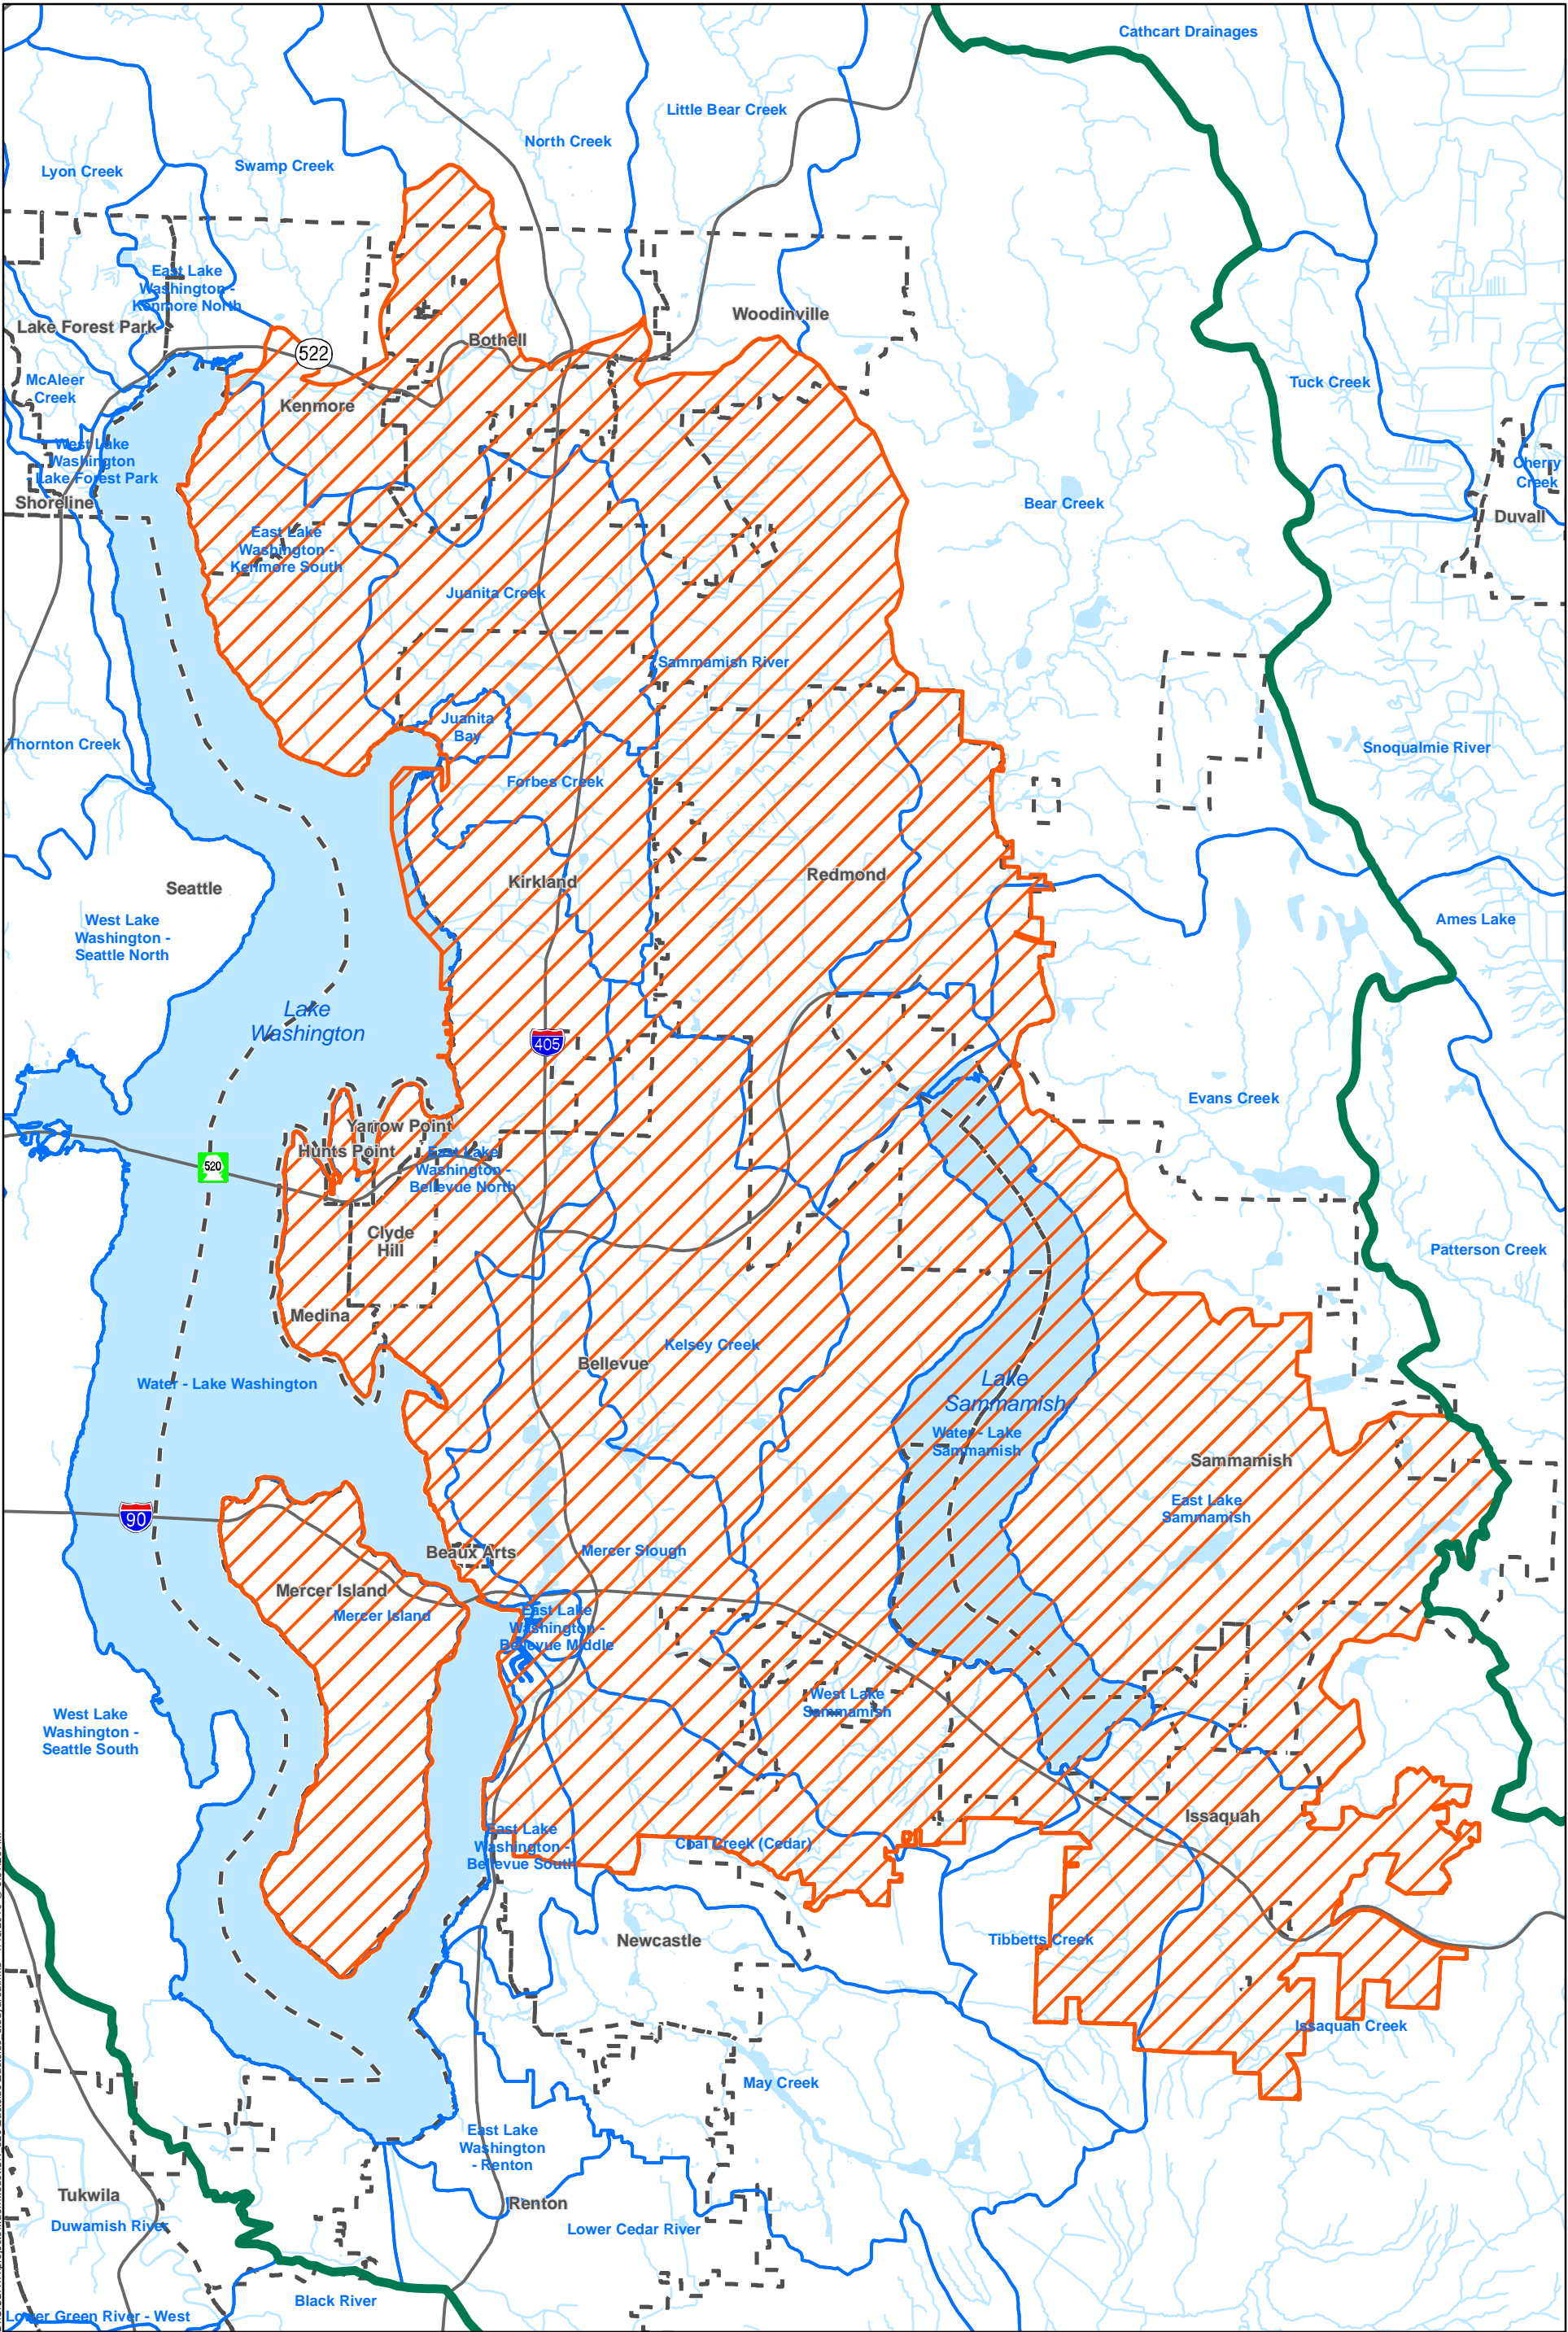 Cathcart Drainages
Little Bear Creek
North Creek
Swamp Creek
Lyon Creek
East Lake
Washington -
Kenmore North
Woodinville
Lake Forest Park
Bothell
522
McAleer
Creek
Tuck Creek
Kenmore
West Lake
Washington
Lake Forest Park
Cherry
Creek
Shoreline
Bear Creek
Duvall
East Lake
Washington -
Kenmore South
Juanita Creek
Sammamish River
Juanita
Bay
Thornton Creek
Snoqualmie River
Forbes Creek
Kirkland
Redmond
Seattle
West Lake
Washington -
Seattle North
Ames Lake
Lake
Washington
405
Evans Creek
Yarrow Point
Hunts Point
520
East Lake
Washington -
Bellevue North
Clyde
Hill
Patterson Creek
Medina
Kelsey Creek
Bellevue
Water - Lake Washington
Lake
Sammamish
Water - Lake
Sammamish
Sammamish
East Lake
Sammamish
90
Beaux Arts
Mercer Slough
Mercer Island
Mercer Island
East Lake
Washington -
Bellevue Middle
West Lake
Sammamish
West Lake
Washington -
Seattle South
Issaquah
East Lake
Washington -
Bellevue South
Coal Creek (Cedar)
Newcastle
Tibbetts Creek
Issaquah Creek
May Creek
East Lake
Washington
- Renton
Tukwila
Renton
Duwamish River
Lower Cedar River
Black River
Lower Green River - West